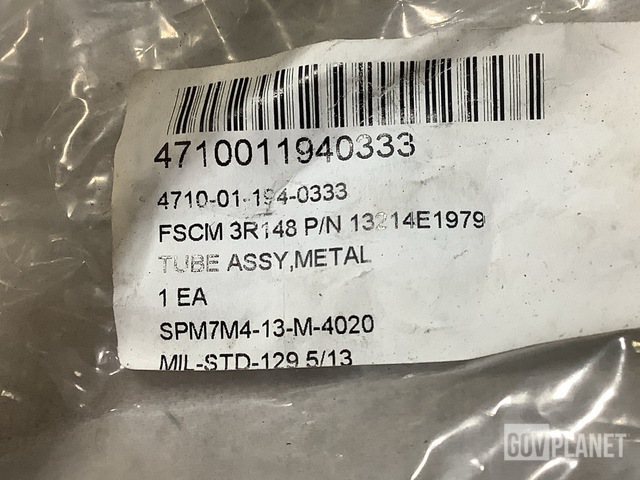 4710011940333
4710-01-194-0333
FSCM 3R148 P/N 13214E1979
TUBE ASSY,METAL
1 EA
SPM7M4-13-M-4020
MIL-STD-129 5/13
GOVPLANET